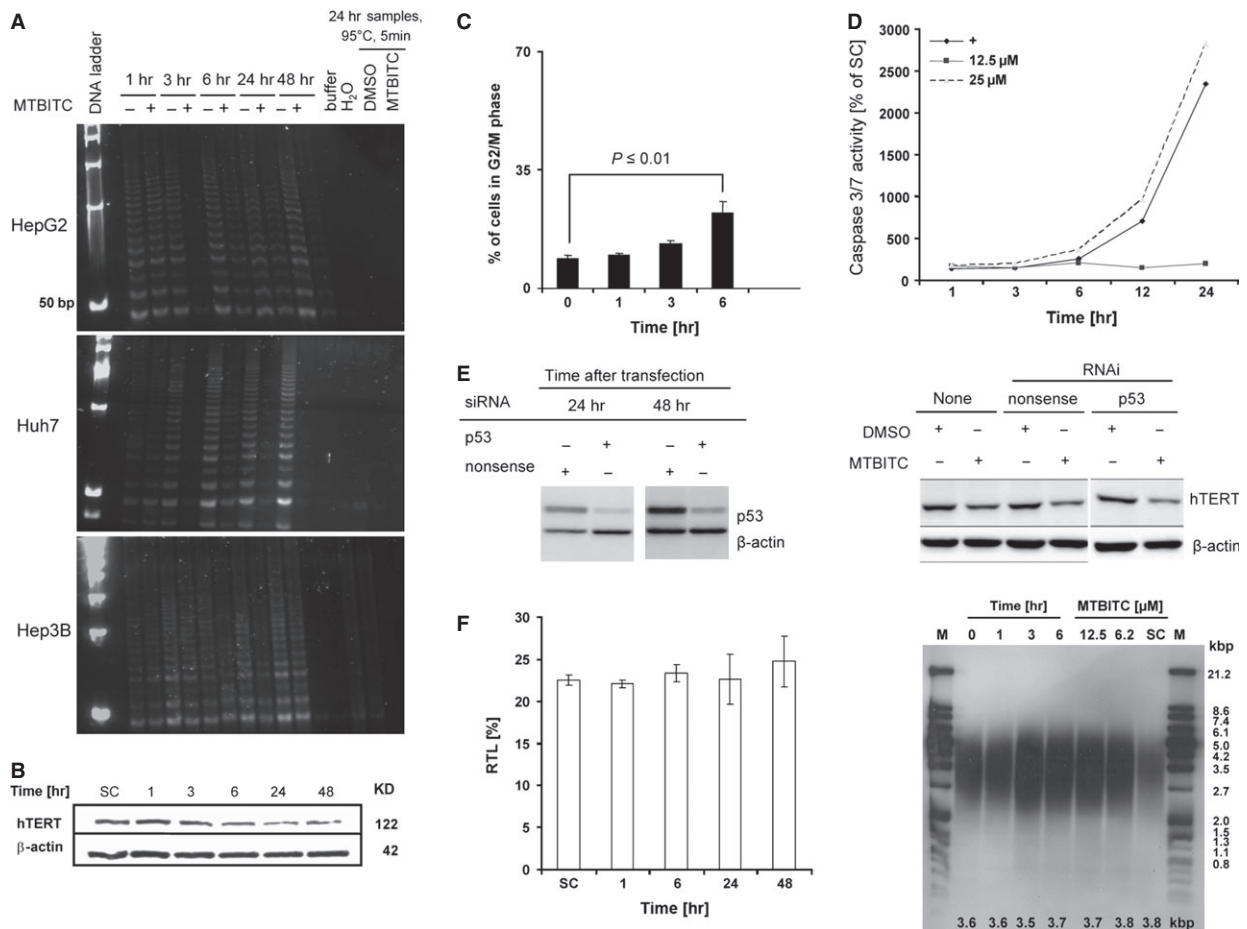 A
24 hr samples,
95°C, 5min
DNA ladder
1 hr 3 hr 6 hr 24 hr 48 hr
buffer
H₂O
DMSO
MTBITC
MTBITC – + – + – + – + – +
HepG2
50 bp
Huh7
Hep3B
B
Time [hr] SC 1 3 6 24 48 KD
hTERT 122
β-actin 42
C
% of cells in G2/M phase
70
35
0
P ≤ 0.01
0 1 3 6
Time [hr]
D
Caspase 3/7 activity [% of SC]
+
12.5 µM
25 µM
3000
2500
2000
1500
1000
500
0
1 3 6 12 24
Time [hr]
E
Time after transfection
siRNA 24 hr 48 hr
p53 – + – +
nonsense + – + –
p53
β-actin
RNAi
None nonsense p53
DMSO + – + – + –
MTBITC – + – + – +
hTERT
β-actin
F
RTL [%]
30
25
20
15
10
5
0
SC 1 6 24 48
Time [hr]
Time [hr] MTBITC [µM]
M 0 1 3 6 12.5 6.2 SC M kbp
21.2
8.6
7.4
6.1
5.0
4.2
3.5
2.7
2.0
1.5
1.3
1.1
0.8
3.6 3.6 3.5 3.7 3.7 3.8 3.8 kbp